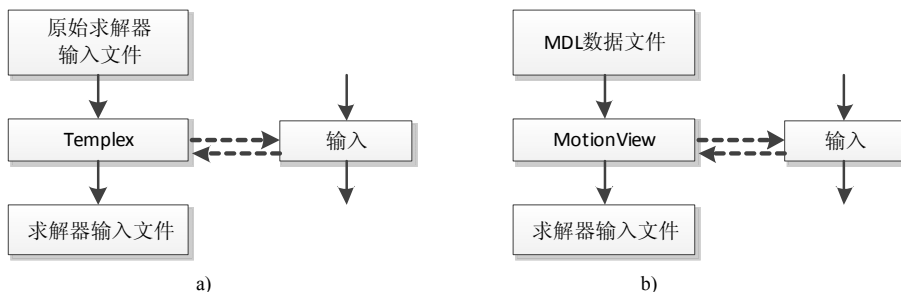 原始求解器
输入文件
Templex
输入
求解器输入文件
a)
MDL数据文件
MotionView
输入
求解器输入文件
b)